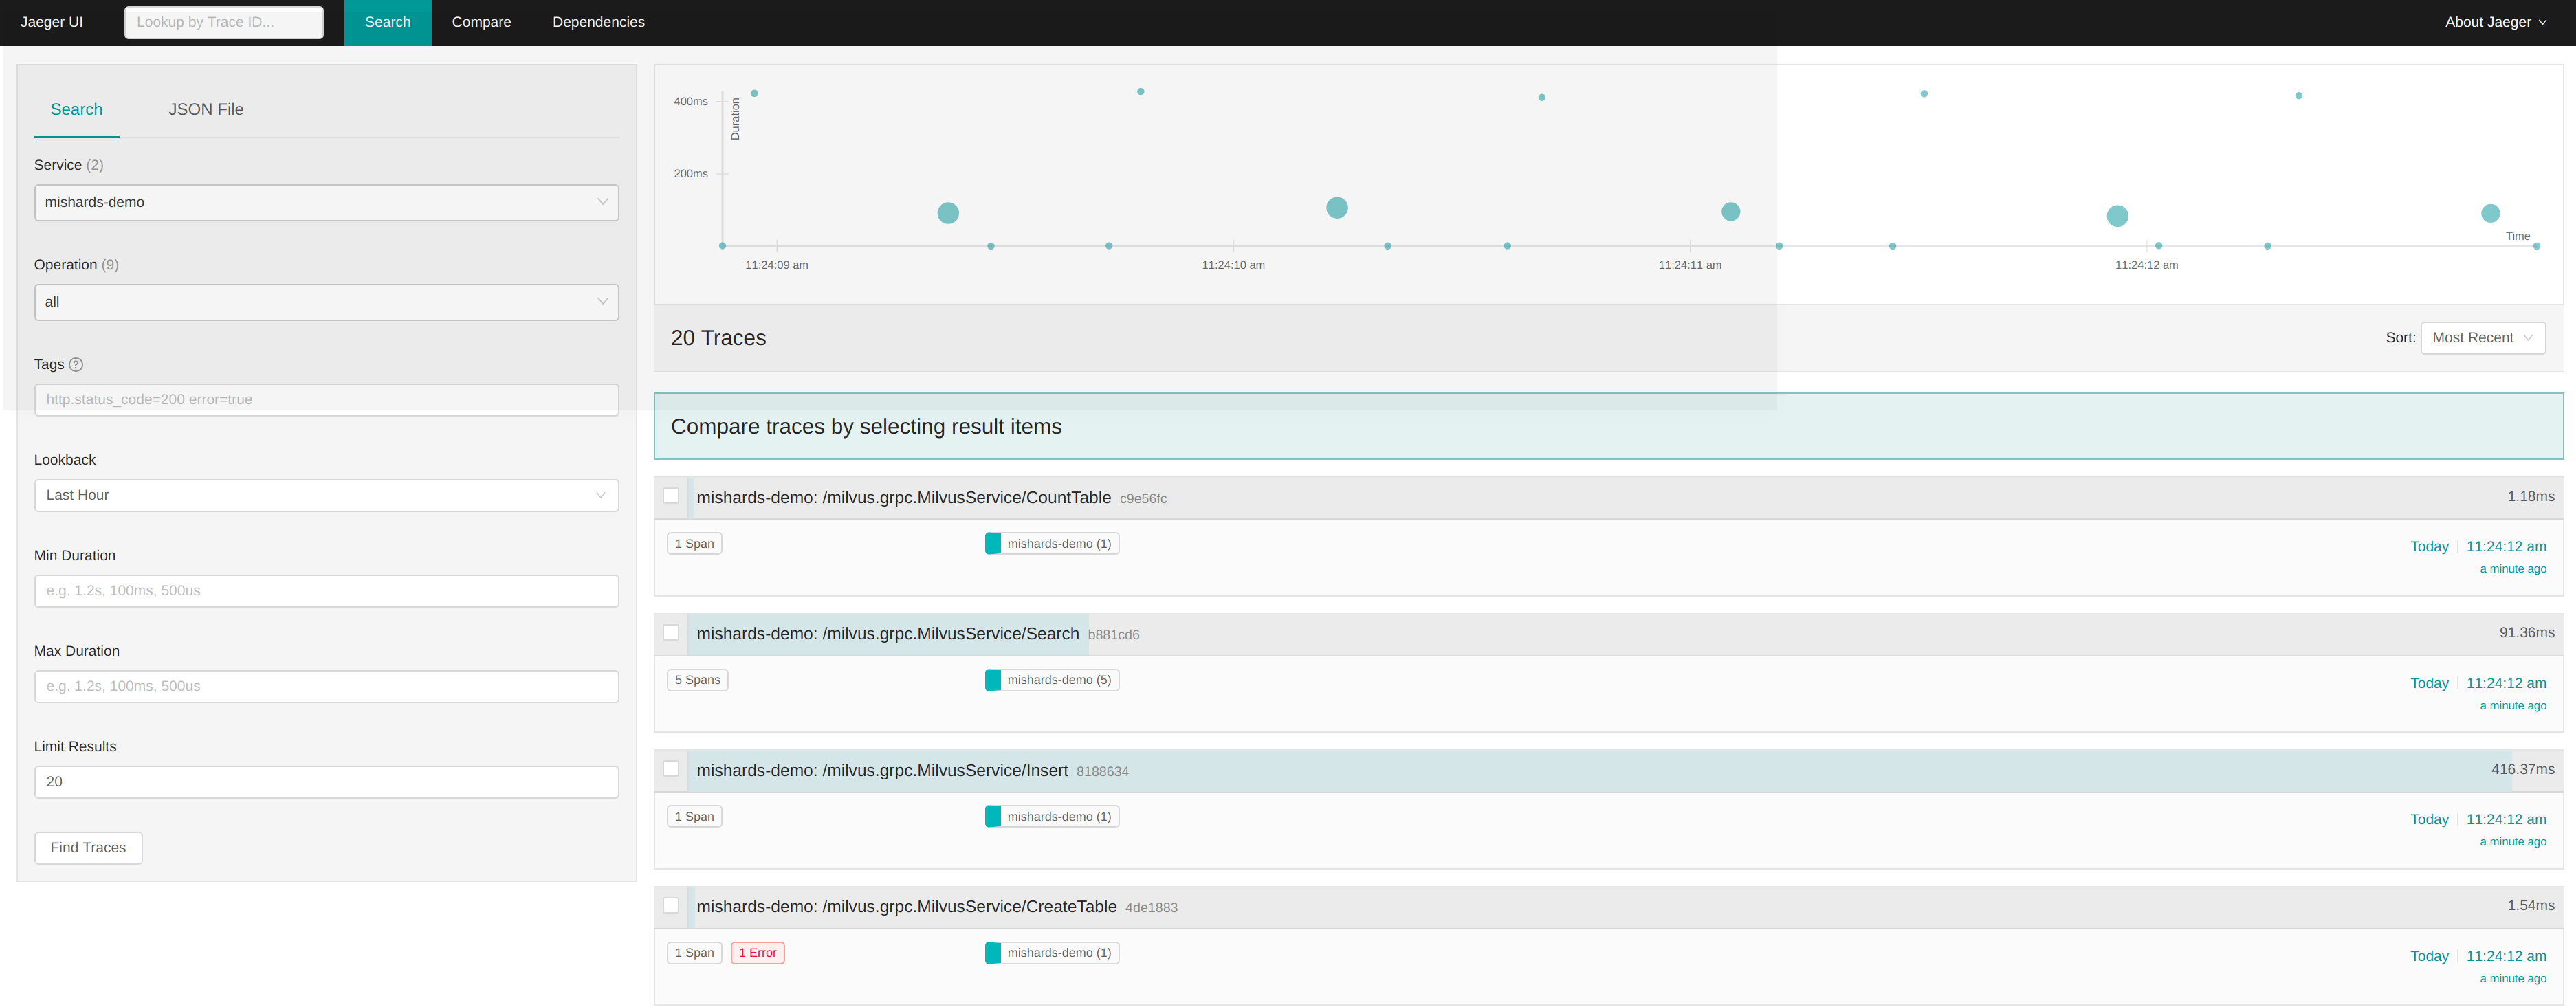 Jaeger UI Lookup by Trace ID... Search Compare Dependencies About Jaeger
Search JSON File
Service (2)
mishards-demo
Operation (9)
all
Tags ?
http.status_code=200 error=true
Lookback
Last Hour
Min Duration
e.g. 1.2s, 100ms, 500us
Max Duration
e.g. 1.2s, 100ms, 500us
Limit Results
20
Find Traces
400ms
Duration
200ms
Time
11:24:09 am 11:24:10 am 11:24:11 am 11:24:12 am
20 Traces Sort: Most Recent
Compare traces by selecting result items
mishards-demo: /milvus.grpc.MilvusService/CountTable c9e56fc 1.18ms
1 Span mishards-demo (1) Today 11:24:12 am
a minute ago
mishards-demo: /milvus.grpc.MilvusService/Search b881cd6 91.36ms
5 Spans mishards-demo (5) Today 11:24:12 am
a minute ago
mishards-demo: /milvus.grpc.MilvusService/Insert 8188634 416.37ms
1 Span mishards-demo (1) Today 11:24:12 am
a minute ago
mishards-demo: /milvus.grpc.MilvusService/CreateTable 4de1883 1.54ms
1 Span 1 Error mishards-demo (1) Today 11:24:12 am
a minute ago